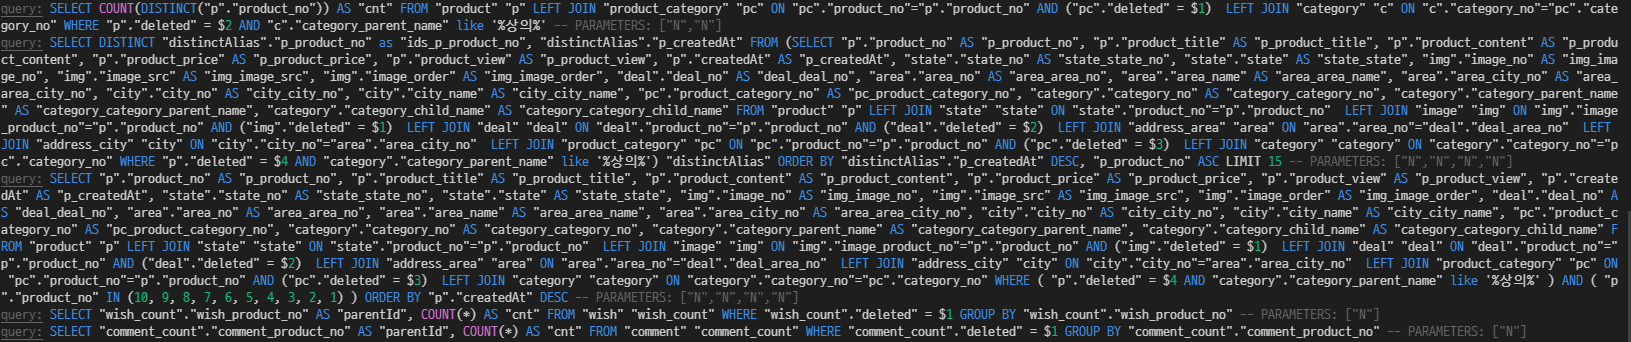 query: SELECT COUNT(DISTINCT("p"."product_no")) AS "cnt" FROM "product" "p" LEFT JOIN "product_category" "pc" ON "pc"."product_no"="p"."product_no" AND ("pc"."deleted" = $1)  LEFT JOIN "category" "c" ON "c"."category_no"="pc"."cate
gory_no" WHERE "p"."deleted" = $2 AND "c"."category_parent_name" like '%상의%' -- PARAMETERS: ["N","N"]
query: SELECT DISTINCT "distinctAlias"."p_product_no" as "ids_p_product_no", "distinctAlias"."p_createdAt" FROM (SELECT "p"."product_no" AS "p_product_no", "p"."product_title" AS "p_product_title", "p"."product_content" AS "p_produ
ct_content", "p"."product_price" AS "p_product_price", "p"."product_view" AS "p_product_view", "p"."createdAt" AS "p_createdAt", "state"."state_no" AS "state_state_no", "state"."state" AS "state_state", "img"."image_no" AS "img_ima
ge_no", "img"."image_src" AS "img_image_src", "img"."image_order" AS "img_image_order", "deal"."deal_no" AS "deal_deal_no", "area"."area_no" AS "area_area_no", "area"."area_name" AS "area_area_name", "area"."area_city_no" AS "area_
area_city_no", "city"."city_no" AS "city_city_no", "city"."city_name" AS "city_city_name", "pc"."product_category_no" AS "pc_product_category_no", "category"."category_no" AS "category_category_no", "category"."category_parent_name
" AS "category_category_parent_name", "category"."category_child_name" AS "category_category_child_name" FROM "product" "p" LEFT JOIN "state" "state" ON "state"."product_no"="p"."product_no"  LEFT JOIN "image" "img" ON "img"."image
_product_no"="p"."product_no" AND ("img"."deleted" = $1)  LEFT JOIN "deal" "deal" ON "deal"."product_no"="p"."product_no" AND ("deal"."deleted" = $2)  LEFT JOIN "address_area" "area" ON "area"."area_no"="deal"."deal_area_no"  LEFT
JOIN "address_city" "city" ON "city"."city_no"="area"."area_city_no"  LEFT JOIN "product_category" "pc" ON "pc"."product_no"="p"."product_no" AND ("pc"."deleted" = $3)  LEFT JOIN "category" "category" ON "category"."category_no"="p
c"."category_no" WHERE "p"."deleted" = $4 AND "category"."category_parent_name" like '%상의%') "distinctAlias" ORDER BY "distinctAlias"."p_createdAt" DESC, "p_product_no" ASC LIMIT 15 -- PARAMETERS: ["N","N","N","N"]
query: SELECT "p"."product_no" AS "p_product_no", "p"."product_title" AS "p_product_title", "p"."product_content" AS "p_product_content", "p"."product_price" AS "p_product_price", "p"."product_view" AS "p_product_view", "p"."created
At" AS "p_createdAt", "state"."state_no" AS "state_state_no", "state"."state" AS "state_state", "img"."image_no" AS "img_image_no", "img"."image_src" AS "img_image_src", "img"."image_order" AS "img_image_order", "deal"."deal_no" A
S "deal_deal_no", "area"."area_no" AS "area_area_no", "area"."area_name" AS "area_area_name", "area"."area_city_no" AS "area_area_city_no", "city"."city_no" AS "city_city_no", "city"."city_name" AS "city_city_name", "pc"."product_c
ategory_no" AS "pc_product_category_no", "category"."category_no" AS "category_category_no", "category"."category_parent_name" AS "category_category_parent_name", "category"."category_child_name" AS "category_category_child_name" F
ROM "product" "p" LEFT JOIN "state" "state" ON "state"."product_no"="p"."product_no"  LEFT JOIN "image" "img" ON "img"."image_product_no"="p"."product_no" AND ("img"."deleted" = $1)  LEFT JOIN "deal" "deal" ON "deal"."product_no"="
p"."product_no" AND ("deal"."deleted" = $2)  LEFT JOIN "address_area" "area" ON "area"."area_no"="deal"."deal_area_no"  LEFT JOIN "address_city" "city" ON "city"."city_no"="area"."area_city_no"  LEFT JOIN "product_category" "pc" ON
 "pc"."product_no"="p"."product_no" AND ("pc"."deleted" = $3)  LEFT JOIN "category" "category" ON "category"."category_no"="pc"."category_no" WHERE ( "p"."deleted" = $4 AND "category"."category_parent_name" like '%상의%' ) AND ( "p
"."product_no" IN (10, 9, 8, 7, 6, 5, 4, 3, 2, 1) ) ORDER BY "p"."createdAt" DESC -- PARAMETERS: ["N","N","N","N"]
query: SELECT "wish_count"."wish_product_no" AS "parentId", COUNT(*) AS "cnt" FROM "wish" "wish_count" WHERE "wish_count"."deleted" = $1 GROUP BY "wish_count"."wish_product_no" -- PARAMETERS: ["N"]
query: SELECT "comment_count"."comment_product_no" AS "parentId", COUNT(*) AS "cnt" FROM "comment" "comment_count" WHERE "comment_count"."deleted" = $1 GROUP BY "comment_count"."comment_product_no" -- PARAMETERS: ["N"]